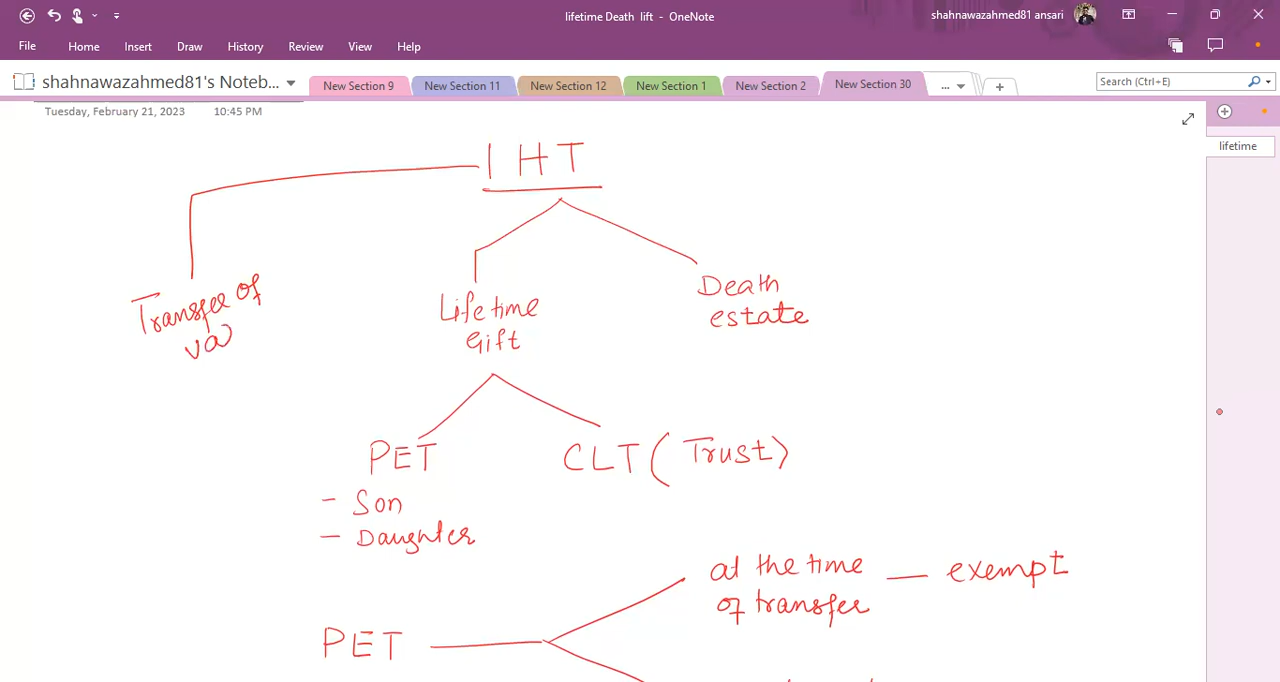 lifetime Death lift - OneNote
shahnawazahmed81 ansari
File Home Insert Draw History Review View Help
shahnawazahmed81's Noteb...
New Section 9
New Section 11
New Section 12
New Section 1
New Section 2
New Section 30
...
Search (Ctrl+E)
Tuesday, February 21, 2023 10:45 PM
lifetime
IHT
Transfer of
va
Lifetime
Gift
Death
estate
PET
CLT (Trust)
- Son
- Daughter
at the time
of transfer
— exempt
PET